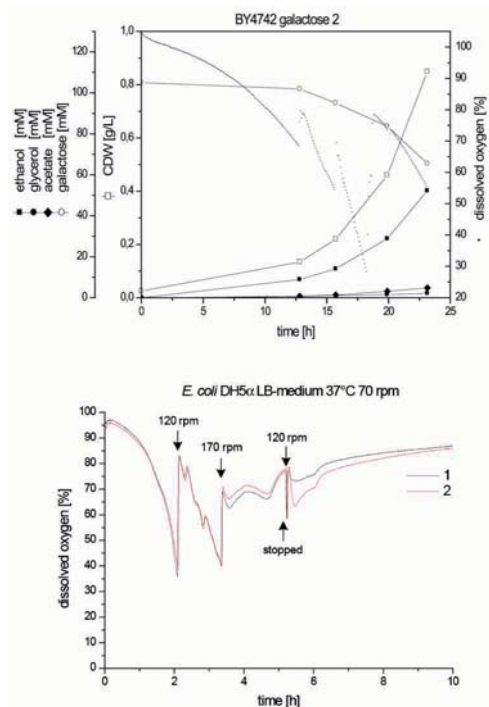 BY4742 galactose 2
ethanol [mM]
glycerol [mM]
acetate [mM]
galactose [mM]
120
100
80
60
40
20
0
CDW [g/L]
1,0
0,8
0,6
0,4
0,2
0,0
100
90
80
70
60
50
40
30
20
dissolved oxygen [%]
0 5 10 15 20 25
time [h]
E. coli DH5α LB-medium 37°C 70 rpm
100
90
80
70
60
50
40
30
20
10
0
dissolved oxygen [%]
120 rpm
170 rpm
120 rpm
stopped
1
2
0 2 4 6 8 10
time [h]